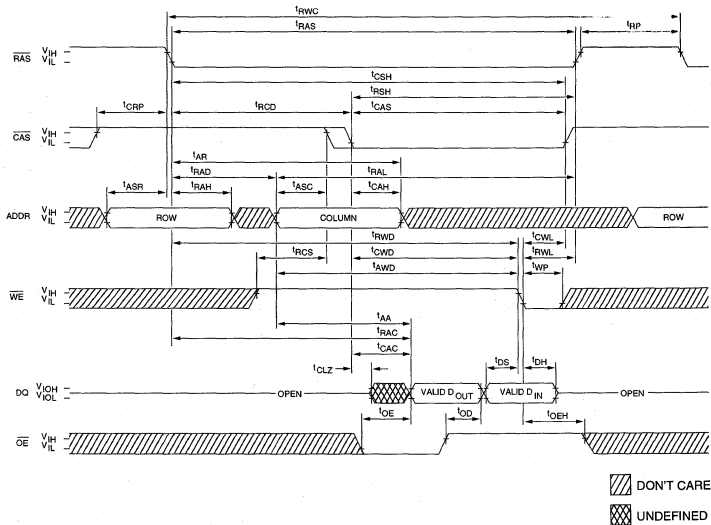 tRWC
tRAS
tRP
RAS
VIH
VIL
tCSH
tRSH
tCRP
tRCD
tCAS
CAS
VIH
VIL
tAR
tRAD
tRAL
tASR
tRAH
tASC
tCAH
ADDR
VIH
VIL
ROW
COLUMN
ROW
tRWD
tCWL
tRCS
tCWD
tRWL
tAWD
tWP
WE
VIH
VIL
tAA
tRAC
tCAC
tCLZ
tDS
tDH
DQ
VIOH
VIOL
OPEN
VALID DOUT
VALID DIN
OPEN
tOE
tOD
tOEH
OE
VIH
VIL
DON'T CARE
UNDEFINED